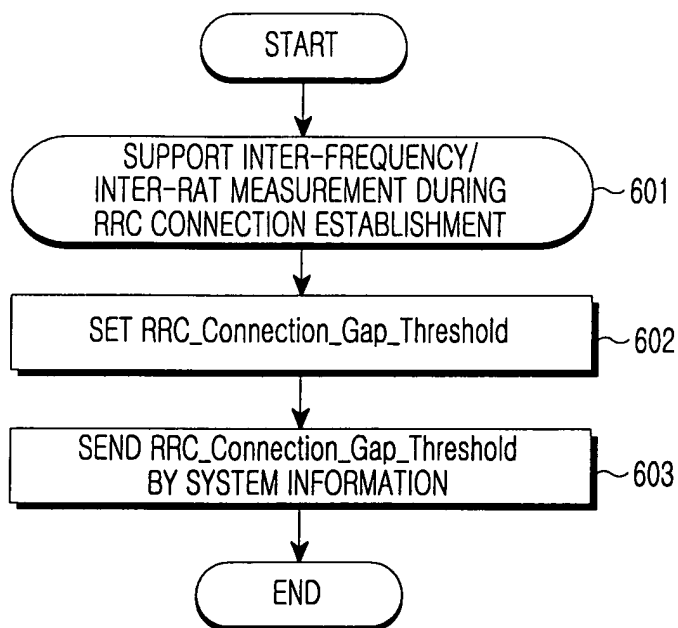 START
SUPPORT INTER-FREQUENCY/
INTER-RAT MEASUREMENT DURING
RRC CONNECTION ESTABLISHMENT
601
SET RRC_Connection_Gap_Threshold
602
SEND RRC_Connection_Gap_Threshold
BY SYSTEM INFORMATION
603
END